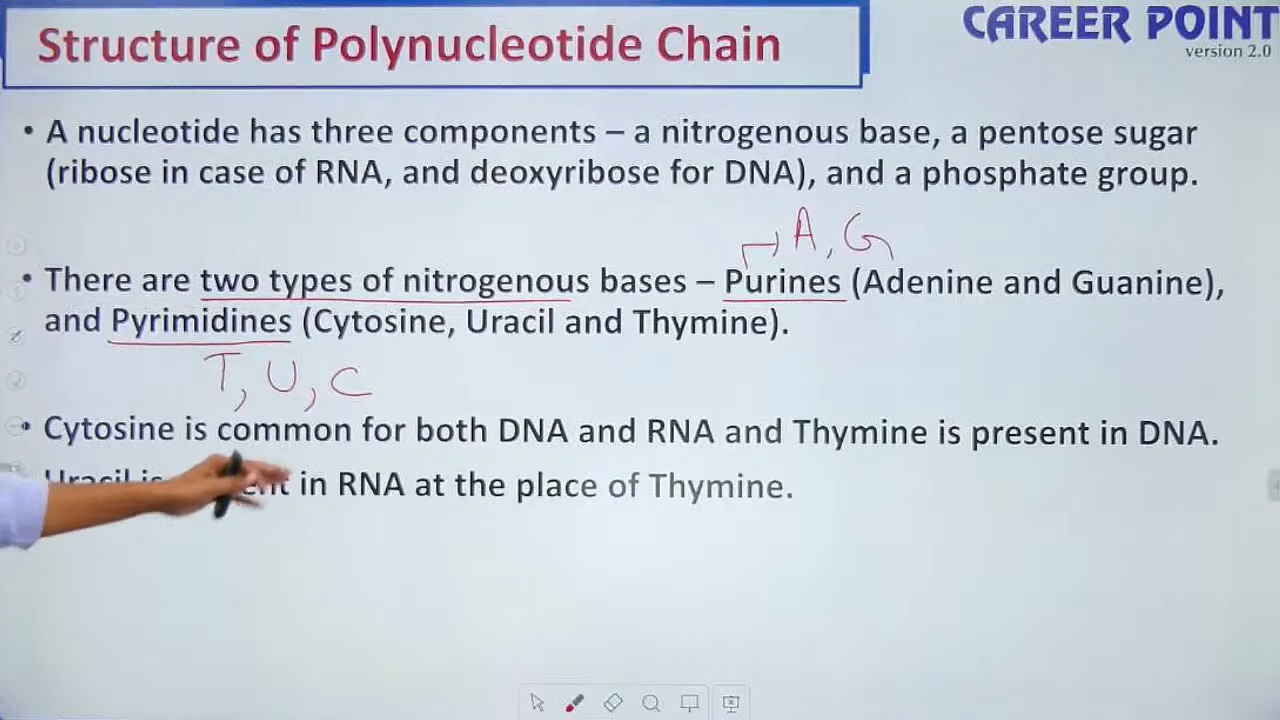 Structure of Polynucleotide Chain
CAREER POINT
version 2.0
• A nucleotide has three components – a nitrogenous base, a pentose sugar
(ribose in case of RNA, and deoxyribose for DNA), and a phosphate group.
A, G
• There are two types of nitrogenous bases – Purines (Adenine and Guanine),
and Pyrimidines (Cytosine, Uracil and Thymine).
T, U, C
• Cytosine is common for both DNA and RNA and Thymine is present in DNA.
Uracil is in RNA at the place of Thymine.